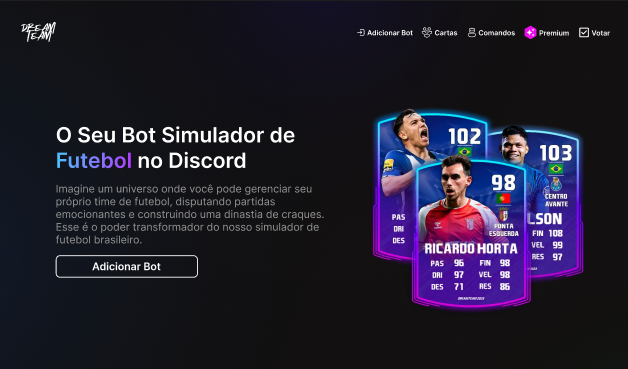 DREAM
TEAM
Adicionar Bot
Cartas
Comandos
Premium
Votar
O Seu Bot Simulador de
Futebol no Discord
Imagine um universo onde você pode gerenciar seu
próprio time de futebol, disputando partidas
emocionantes e construindo uma dinastia de craques.
Esse é o poder transformador do nosso simulador de
futebol brasileiro.
Adicionar Bot
102
PAS
DRI
DES
103
CENTRO
AVANTE
LSON
FIN 108
VEL 99
RES 97
98
PONTA
ESQUERDA
RICARDO HORTA
PAS 96 FIN 98
DRI 97 VEL 98
DES 71 RES 86